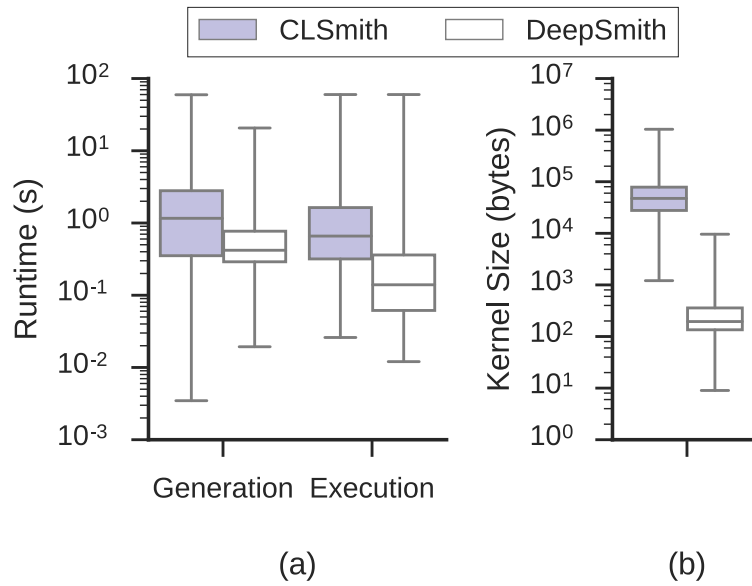 CLSmith DeepSmith
Runtime (s)
10²
10¹
10⁰
10⁻¹
10⁻²
10⁻³
Generation Execution
(a)
Kernel Size (bytes)
10⁷
10⁶
10⁵
10⁴
10³
10²
10¹
10⁰
(b)